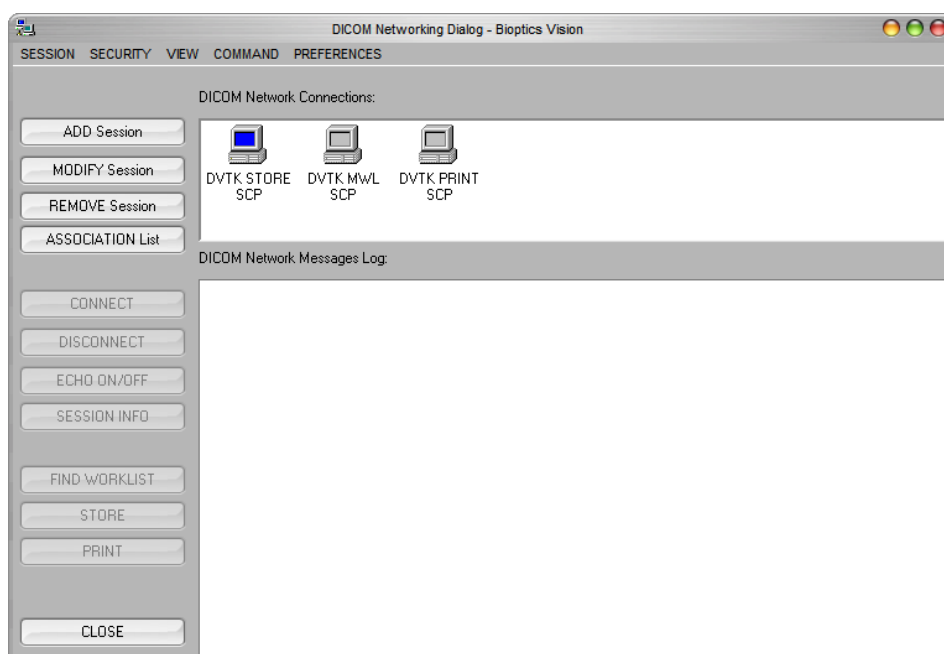 DICOM Networking Dialog - Bioptics Vision
SESSION SECURITY VIEW COMMAND PREFERENCES
DICOM Network Connections:
ADD Session
MODIFY Session
REMOVE Session
ASSOCIATION List
DVTK STORE
SCP
DVTK MWL
SCP
DVTK PRINT
SCP
DICOM Network Messages Log:
CONNECT
DISCONNECT
ECHO ON/OFF
SESSION INFO
FIND WORKLIST
STORE
PRINT
CLOSE